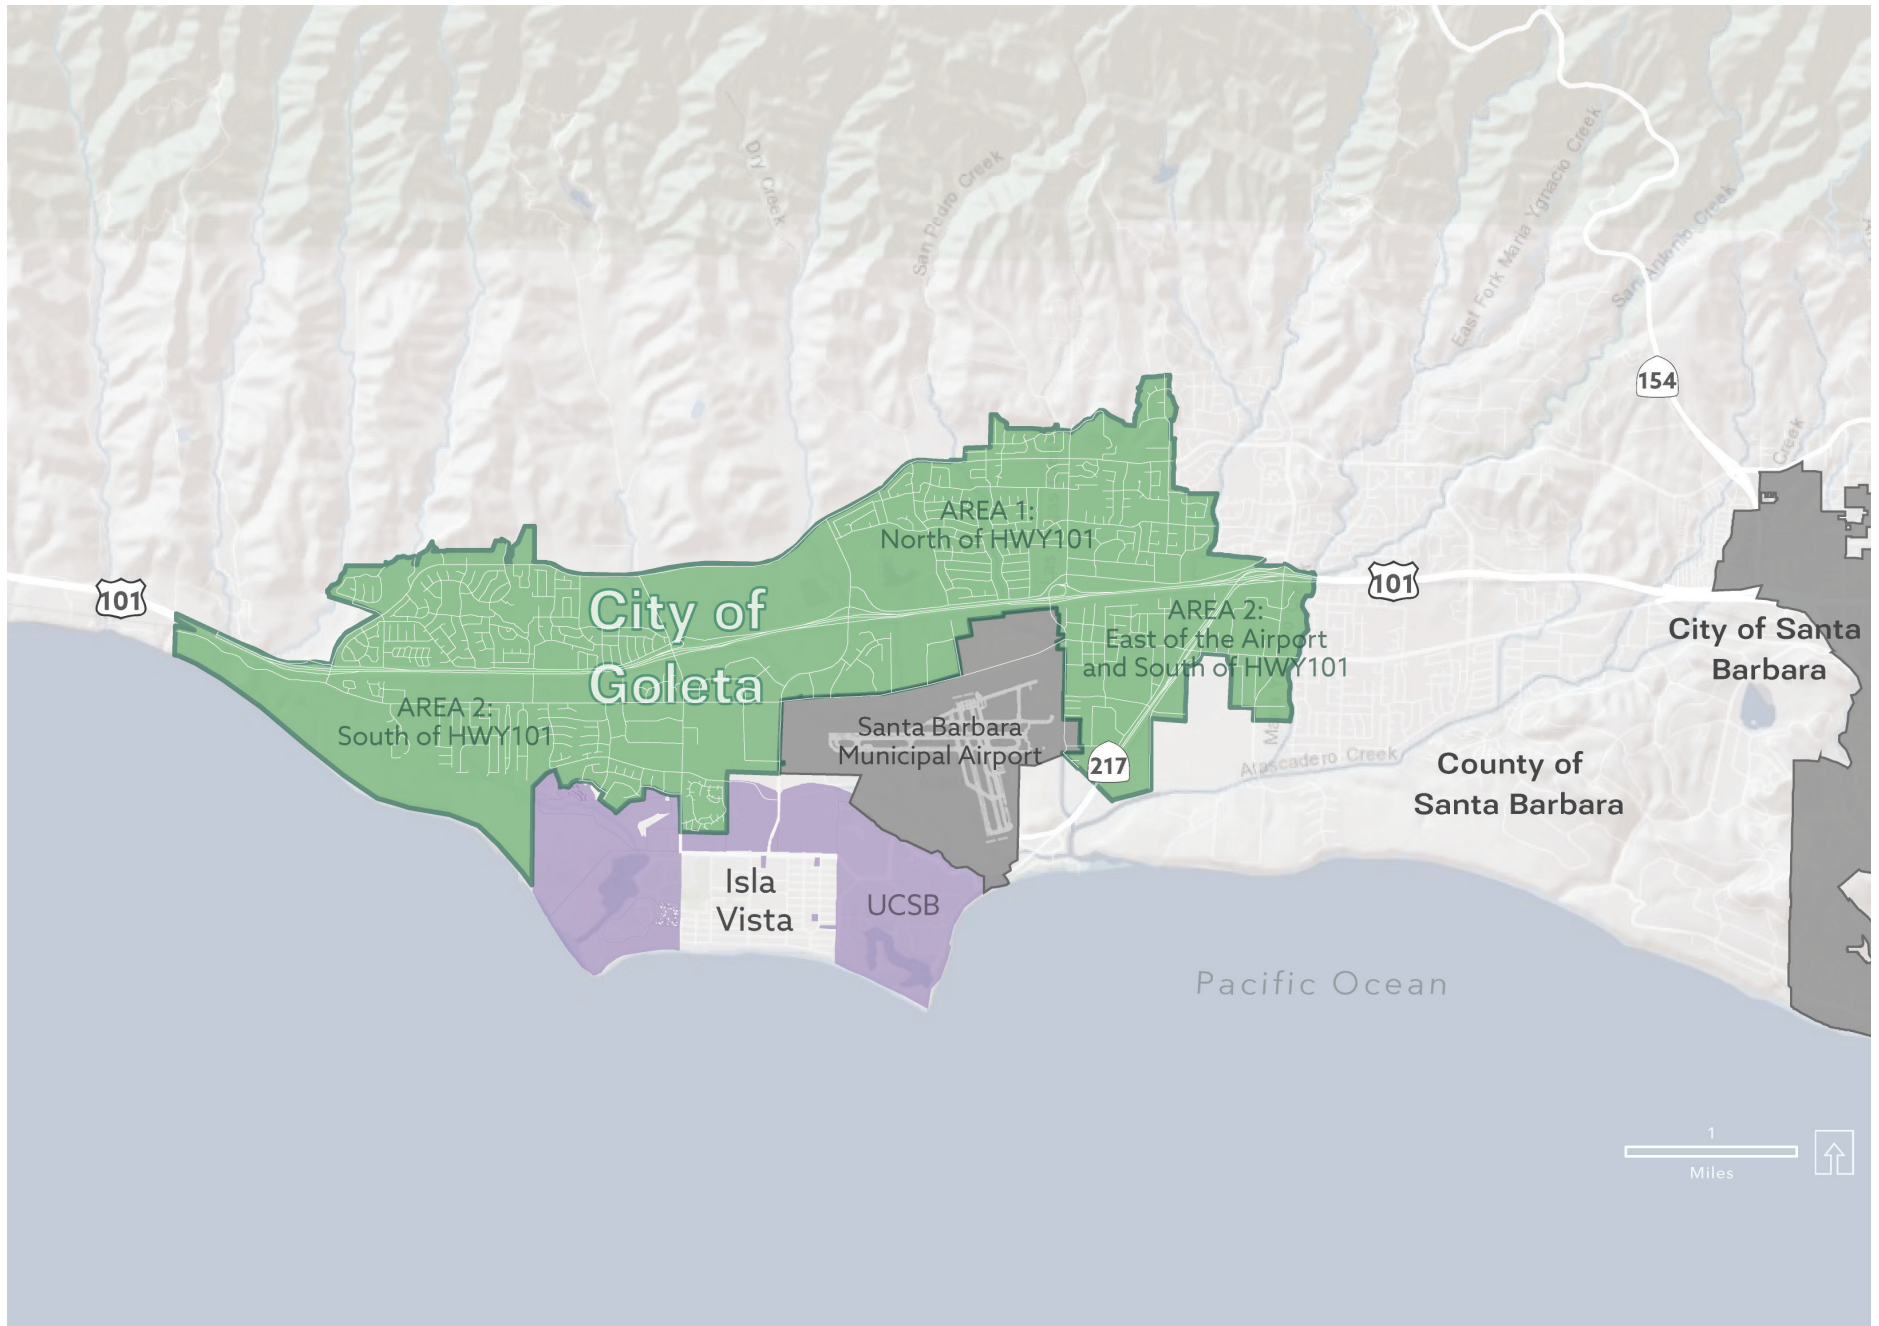 Dry Creek
San Pedro Creek
East Fork Maria Ygnacio Creek
San Antonio Creek
154
Creek
AREA 1:
North of HWY101
101
101
City of
Goleta
AREA 2:
East of the Airport
and South of HWY101
City of Santa
Barbara
AREA 2:
South of HWY101
Santa Barbara
Municipal Airport
217
Atascadero Creek
County of
Santa Barbara
Isla
Vista
UCSB
Pacific Ocean
1
Miles